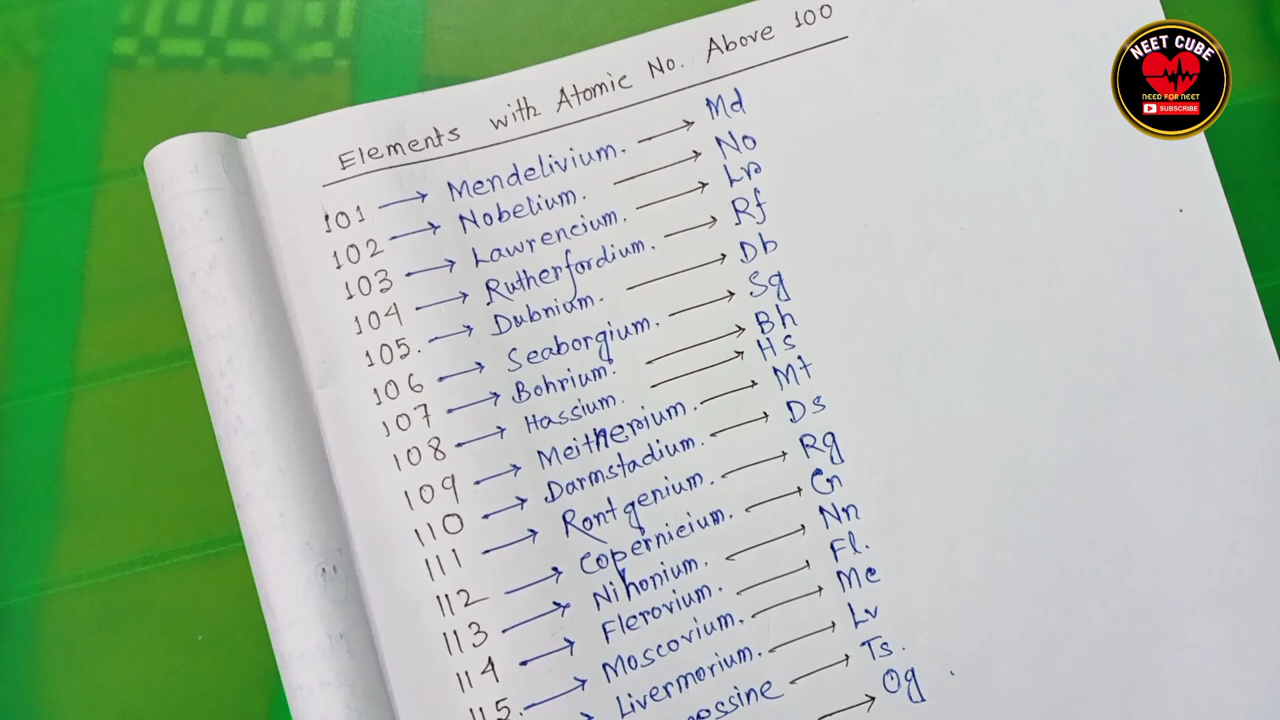 Elements with Atomic No. Above 100
101 → Mendelivium. → Md
102 → Nobelium. → No
103 → Lawrencium. → Lr
104 → Rutherfordium. → Rf
105. → Dubnium. → Db
106 → Seaborgium. → Sg
107 → Bohrium. → Bh
108 → Hassium. → Hs
109 → Meitherium. → Mt
110 → Darmstadium. → Ds
111 → Rontgenium. → Rg
112 → Copernicium. → Cn
113 → Nihonium. → Nn
114 → Flerovium. → Fl.
115. → Moscovium. → Mc
Livermorium. → Lv
→ Ts.
→ Og
NEET CUBE
NEED FOR NEET
SUBSCRIBE